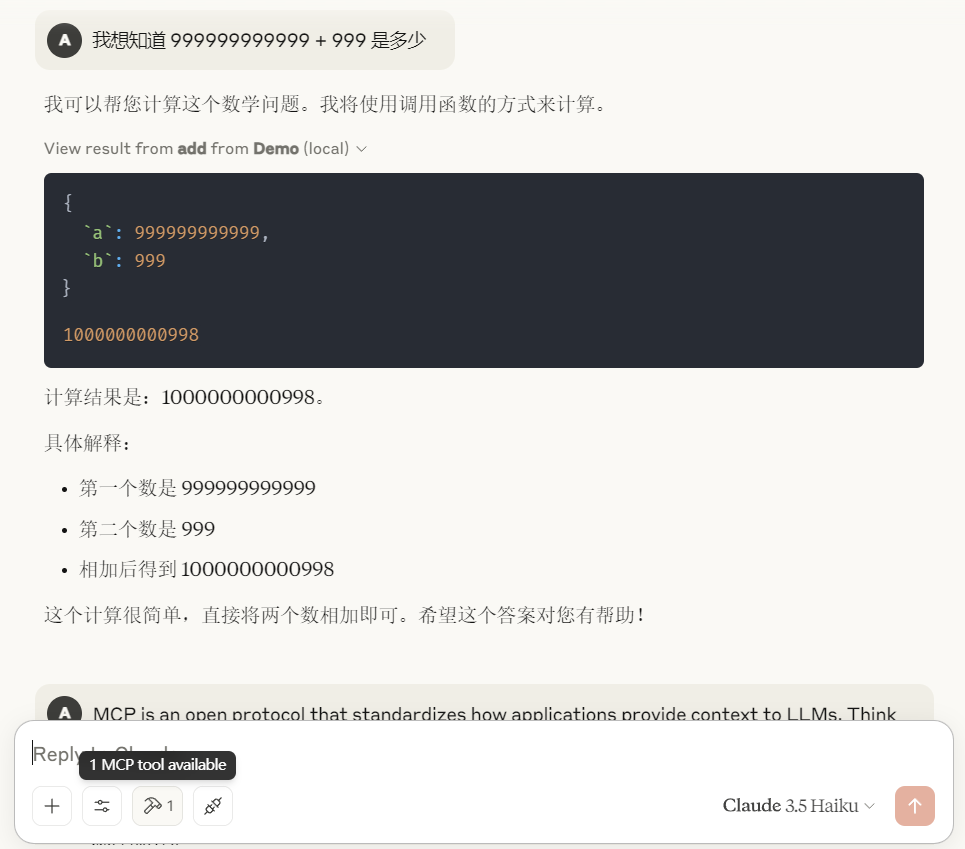 A
我想知道 999999999999 + 999 是多少
我可以帮您计算这个数学问题。我将使用调用函数的方式来计算。
View result from add from Demo (local)
{
`a`: 999999999999,
`b`: 999
}
1000000000998
计算结果是：1000000000998。
具体解释：
• 第一个数是 999999999999
• 第二个数是 999
• 相加后得到 1000000000998
这个计算很简单，直接将两个数相加即可。希望这个答案对您有帮助！
A
MCP is an open protocol that standardizes how applications provide context to LLMs. Think
Reply
1 MCP tool available
1
Claude 3.5 Haiku